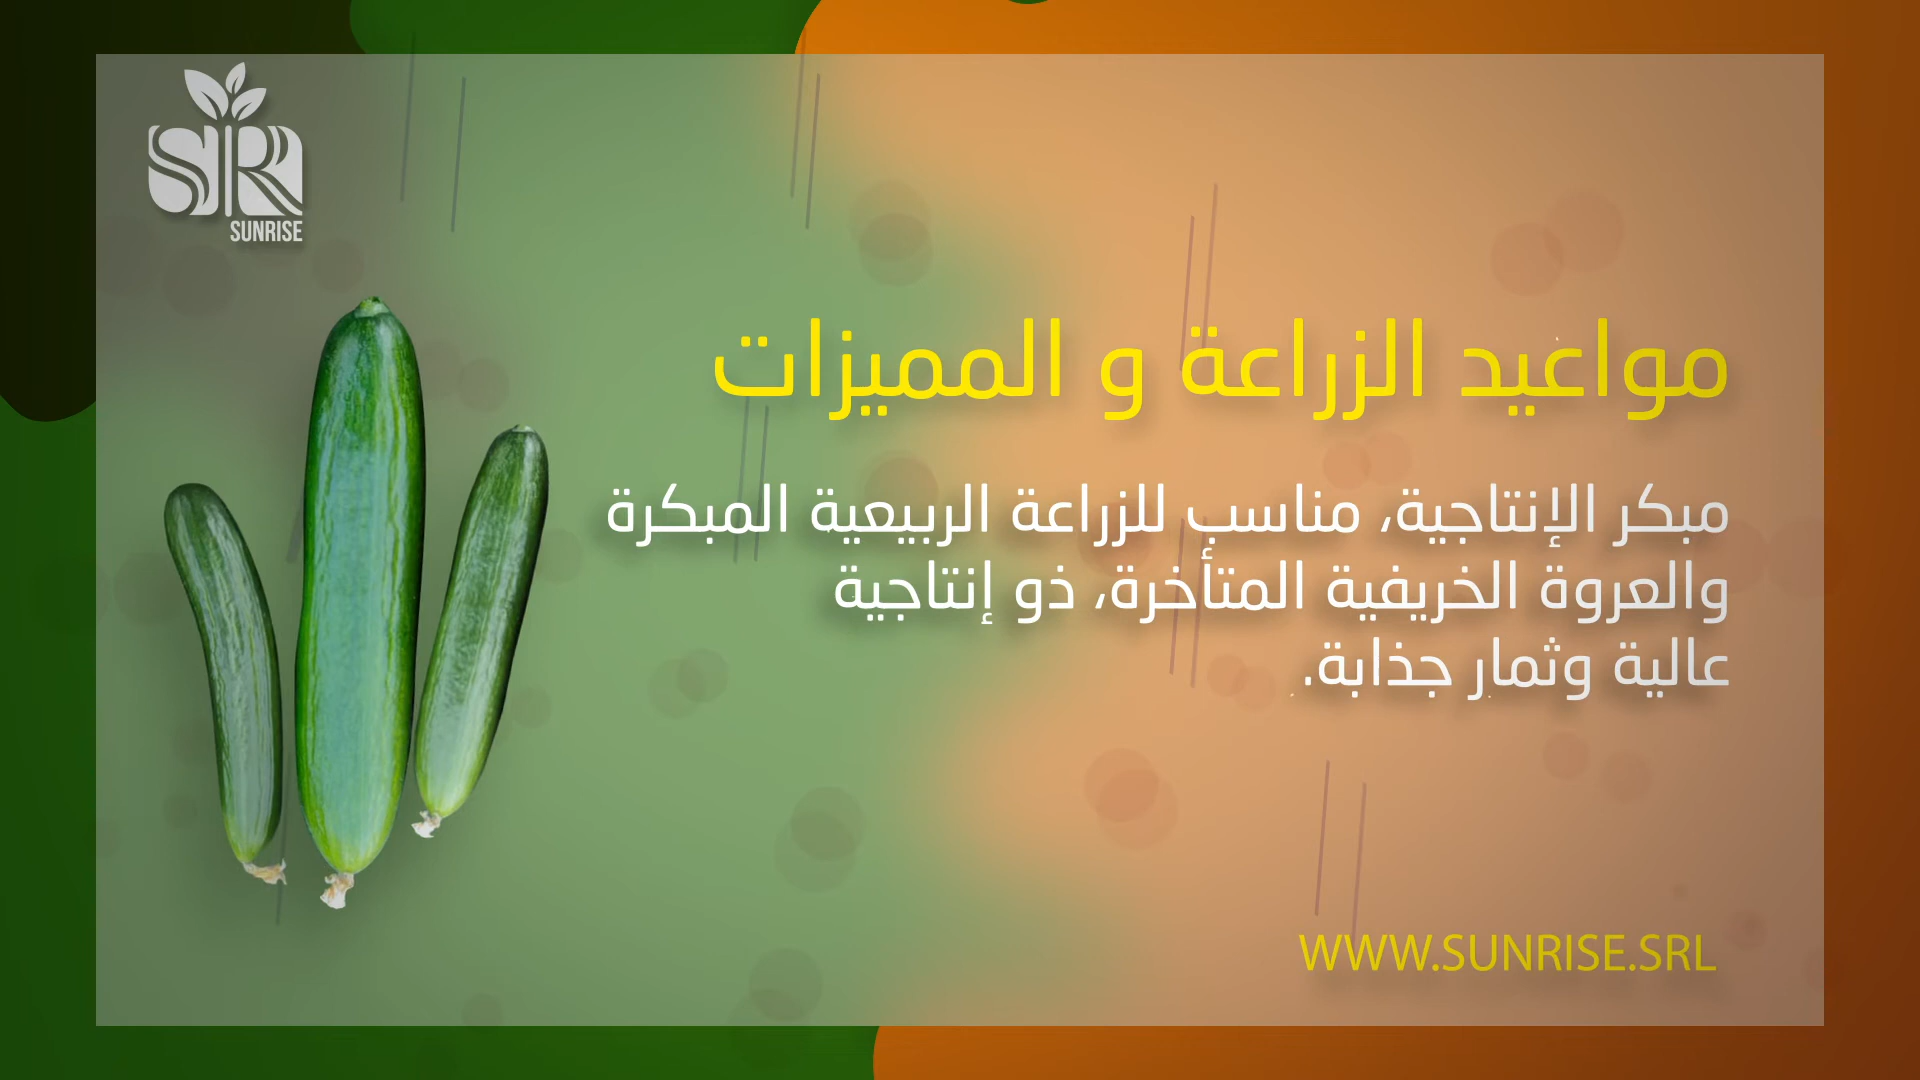 SR
SUNRISE
مواعيد الزراعة و المميزات
مبكر الإنتاجية، مناسب للزراعة الربيعية المبكرة
والعروة الخريفية المتأخرة، ذو إنتاجية
عالية وثمار جذابة.
WWW.SUNRISE.SRL